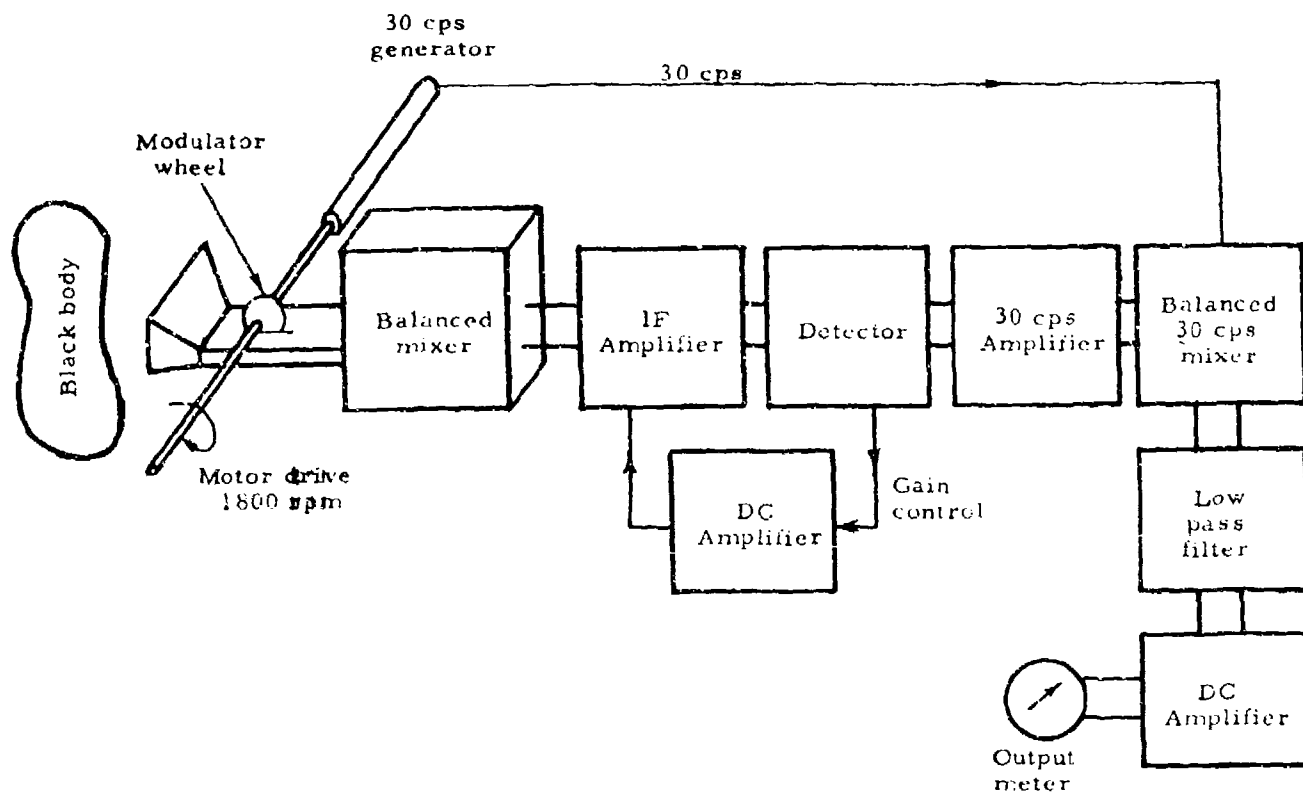 30 cps
generator
30 cps
Modulator
wheel
Black body
Balanced
mixer
IF
Amplifier
Detector
30 cps
Amplifier
Balanced
30 cps
mixer
Motor drive
1800 rpm
DC
Amplifier
Gain
control
Low
pass
filter
DC
Amplifier
Output
meter